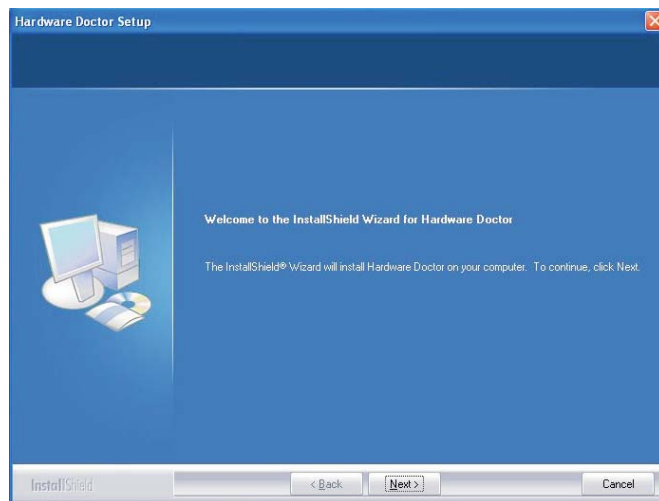 Hardware Doctor Setup
Welcome to the InstallShield Wizard for Hardware Doctor
The InstallShield® Wizard will install Hardware Doctor on your computer. To continue, click Next.
InstallShield
< Back
Next >
Cancel